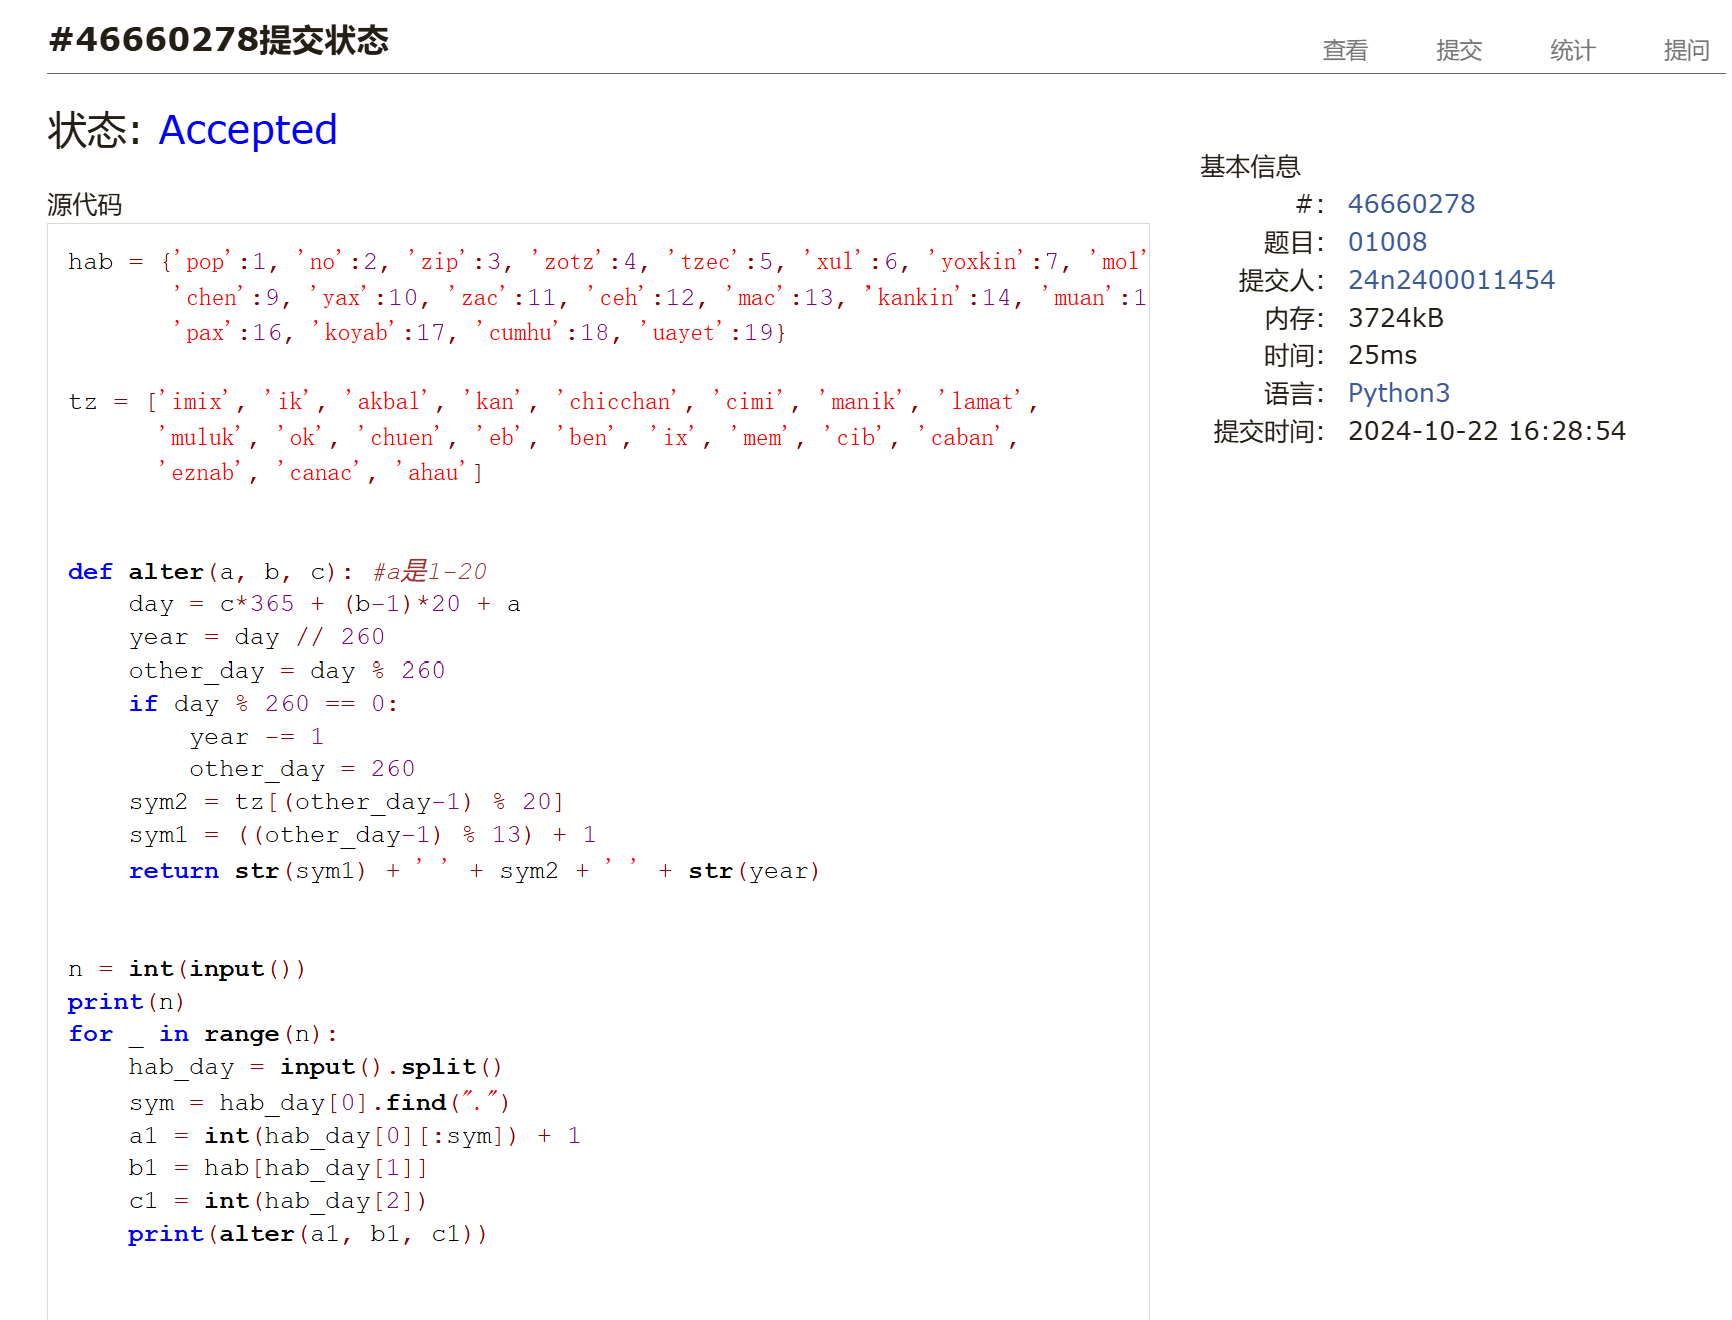 #46660278提交状态
查看 提交 统计 提问
状态: Accepted
源代码
hab = {'pop':1, 'no':2, 'zip':3, 'zotz':4, 'tzec':5, 'xul':6, 'yoxkin':7, 'mol'
'chen':9, 'yax':10, 'zac':11, 'ceh':12, 'mac':13, 'kankin':14, 'muan':1
'pax':16, 'koyab':17, 'cumhu':18, 'uayet':19}
tz = ['imix', 'ik', 'akbal', 'kan', 'chicchan', 'cimi', 'manik', 'lamat',
'muluk', 'ok', 'chuen', 'eb', 'ben', 'ix', 'mem', 'cib', 'caban',
'eznab', 'canac', 'ahau']
def alter(a, b, c): #a是1-20
day = c*365 + (b-1)*20 + a
year = day // 260
other_day = day % 260
if day % 260 == 0:
year -= 1
other_day = 260
sym2 = tz[(other_day-1) % 20]
sym1 = ((other_day-1) % 13) + 1
return str(sym1) + ' ' + sym2 + ' ' + str(year)
n = int(input())
print(n)
for _ in range(n):
hab_day = input().split()
sym = hab_day[0].find(".")
a1 = int(hab_day[0][:sym]) + 1
b1 = hab[hab_day[1]]
c1 = int(hab_day[2])
print(alter(a1, b1, c1))
基本信息
#: 46660278
题目: 01008
提交人: 24n2400011454
内存: 3724kB
时间: 25ms
语言: Python3
提交时间: 2024-10-22 16:28:54